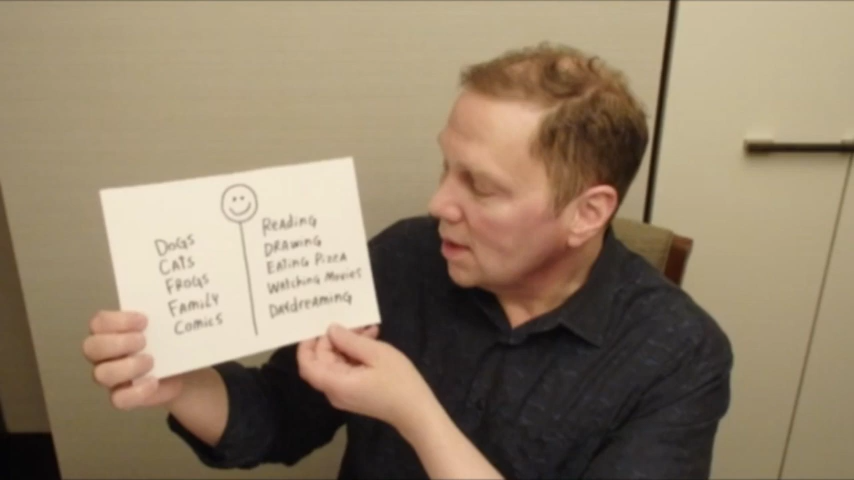 DOGS
CATS
FROGS
FAMILY
COMICS
READING
DRAWING
EATING PIZZA
WATCHING MOVIES
DAYDREAMING